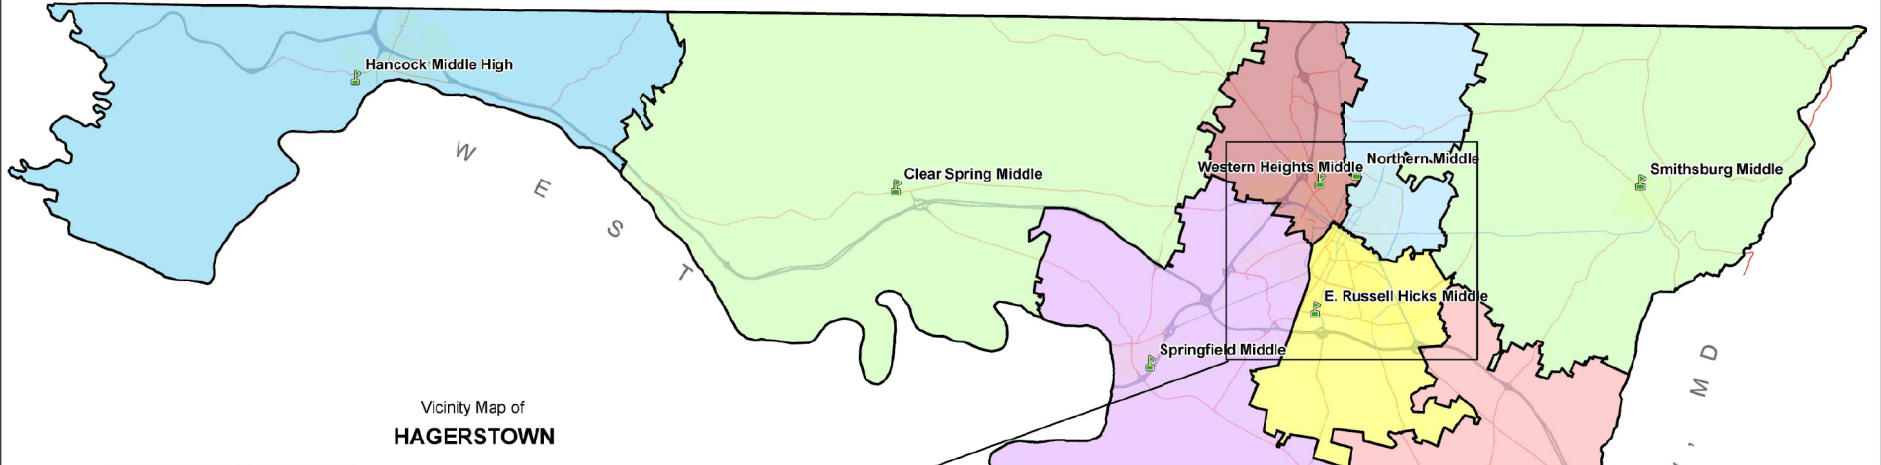 Hancock Middle High
Clear Spring Middle
Western Heights Middle
Northern Middle
Smithsburg Middle
E. Russell Hicks Middle
Springfield Middle
W E S T
M D
,
Vicinity Map of
HAGERSTOWN